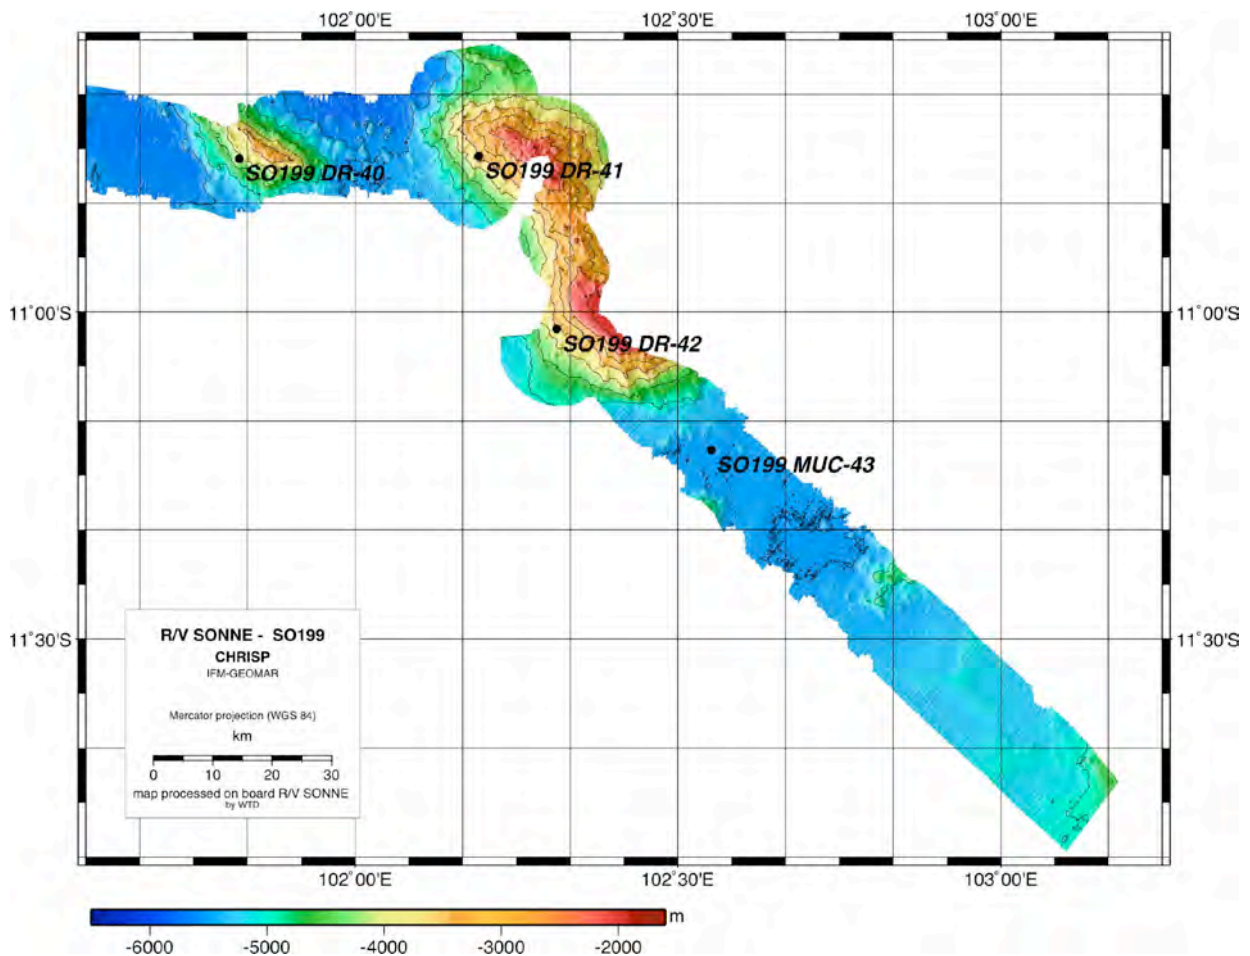 102˚00'E 102˚30'E 103˚00'E
SO199 DR-40
SO199 DR-41
11˚00'S 11˚00'S
SO199 DR-42
SO199 MUC-43
11˚30'S 11˚30'S
R/V SONNE - SO199
CHRISP
IFM-GEOMAR
Mercator projection (WGS 84)
km
0 10 20 30
map processed on board R/V SONNE
by WTD
102˚00'E 102˚30'E 103˚00'E
m
-6000 -5000 -4000 -3000 -2000